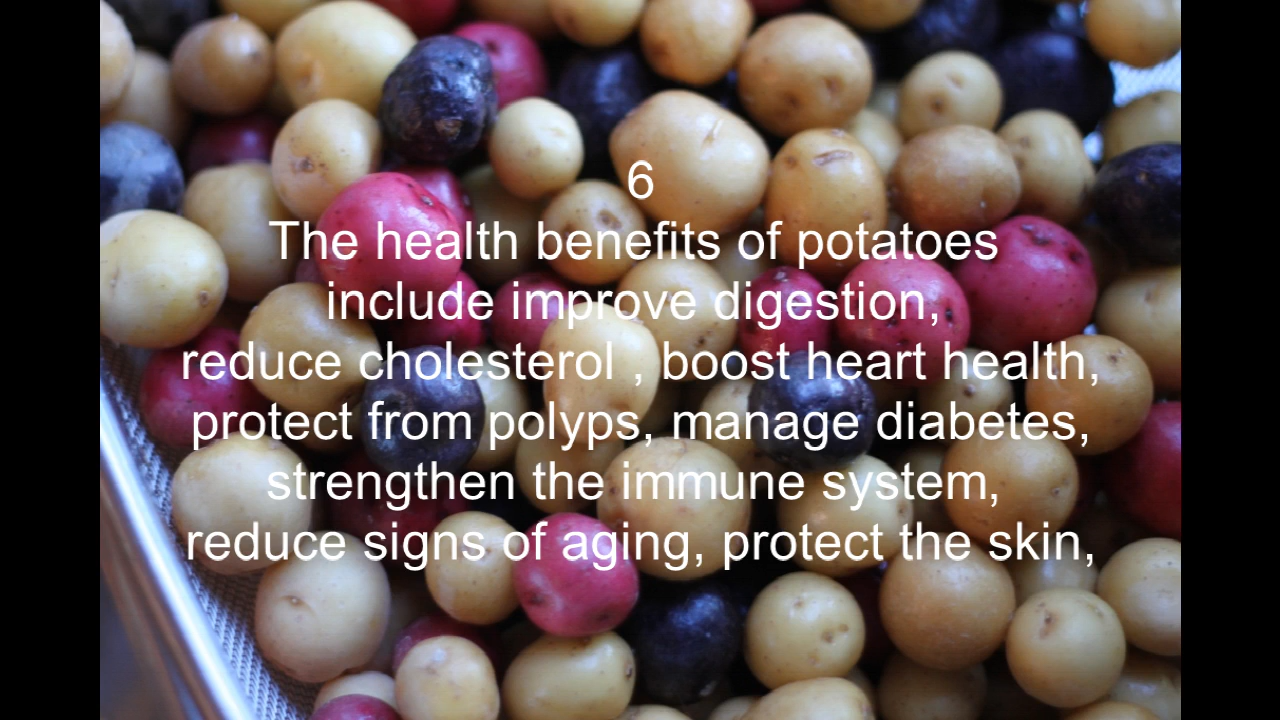 6
The health benefits of potatoes
include improve digestion,
reduce cholesterol , boost heart health,
protect from polyps, manage diabetes,
strengthen the immune system,
reduce signs of aging, protect the skin,